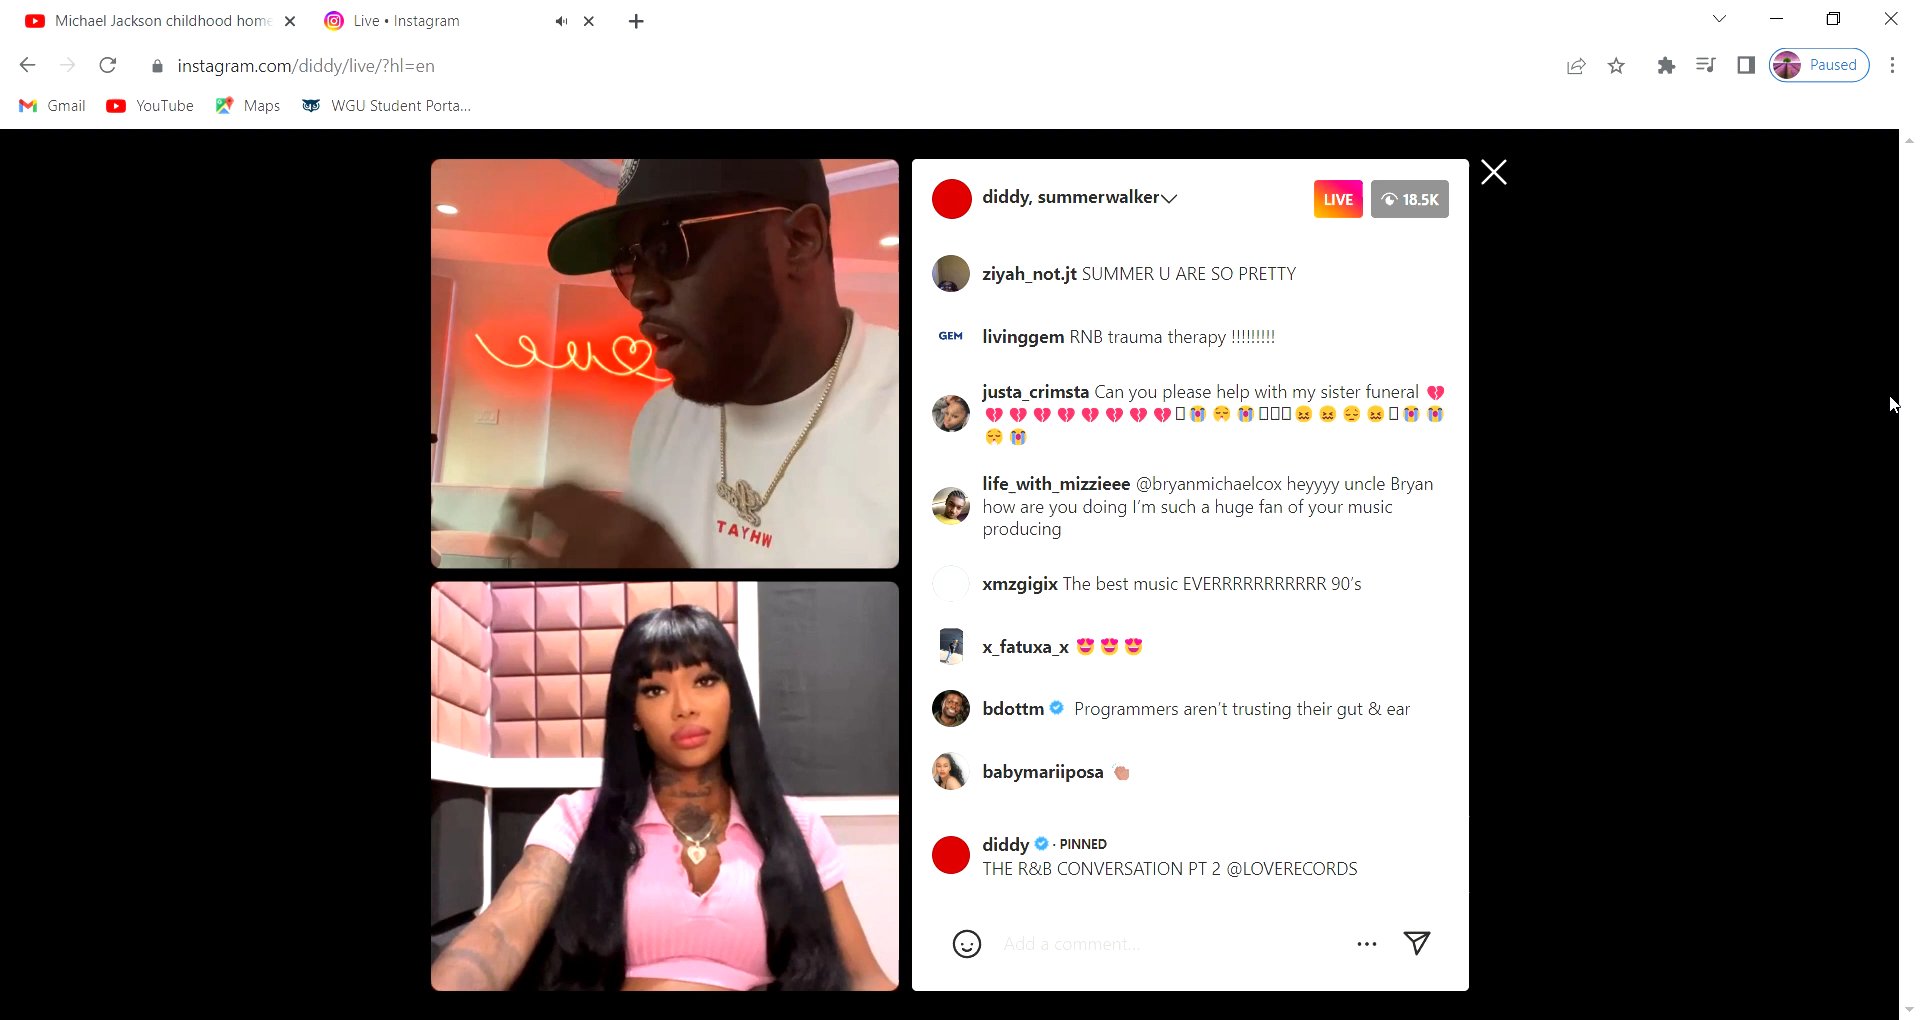 Michael Jackson childhood home
Live • Instagram
instagram.com/diddy/live/?hl=en
Paused
Gmail
YouTube
Maps
WGU Student Porta...
diddy, summerwalker
LIVE
18.5K
ziyah_not.jt SUMMER U ARE SO PRETTY
GEM
livinggem RNB trauma therapy !!!!!!!!!
justa_crimsta Can you please help with my sister funeral 💔
💔 💔 💔 💔 💔 💔 💔 💔 ▯ 😭 😤 😭 ▯▯▯ 😖 😖 😔 😖 ▯ 😭 😭
😤 😭
life_with_mizzieee @bryanmichaelcox heyyyy uncle Bryan
how are you doing I'm such a huge fan of your music
producing
xmzgigix The best music EVERRRRRRRRRRR 90's
x_fatuxa_x 😍 😍 😍
bdottm Programmers aren't trusting their gut & ear
babymariiposa 👏🏽
diddy · PINNED
THE R&B CONVERSATION PT 2 @LOVERECORDS
Add a comment...
TAYHW